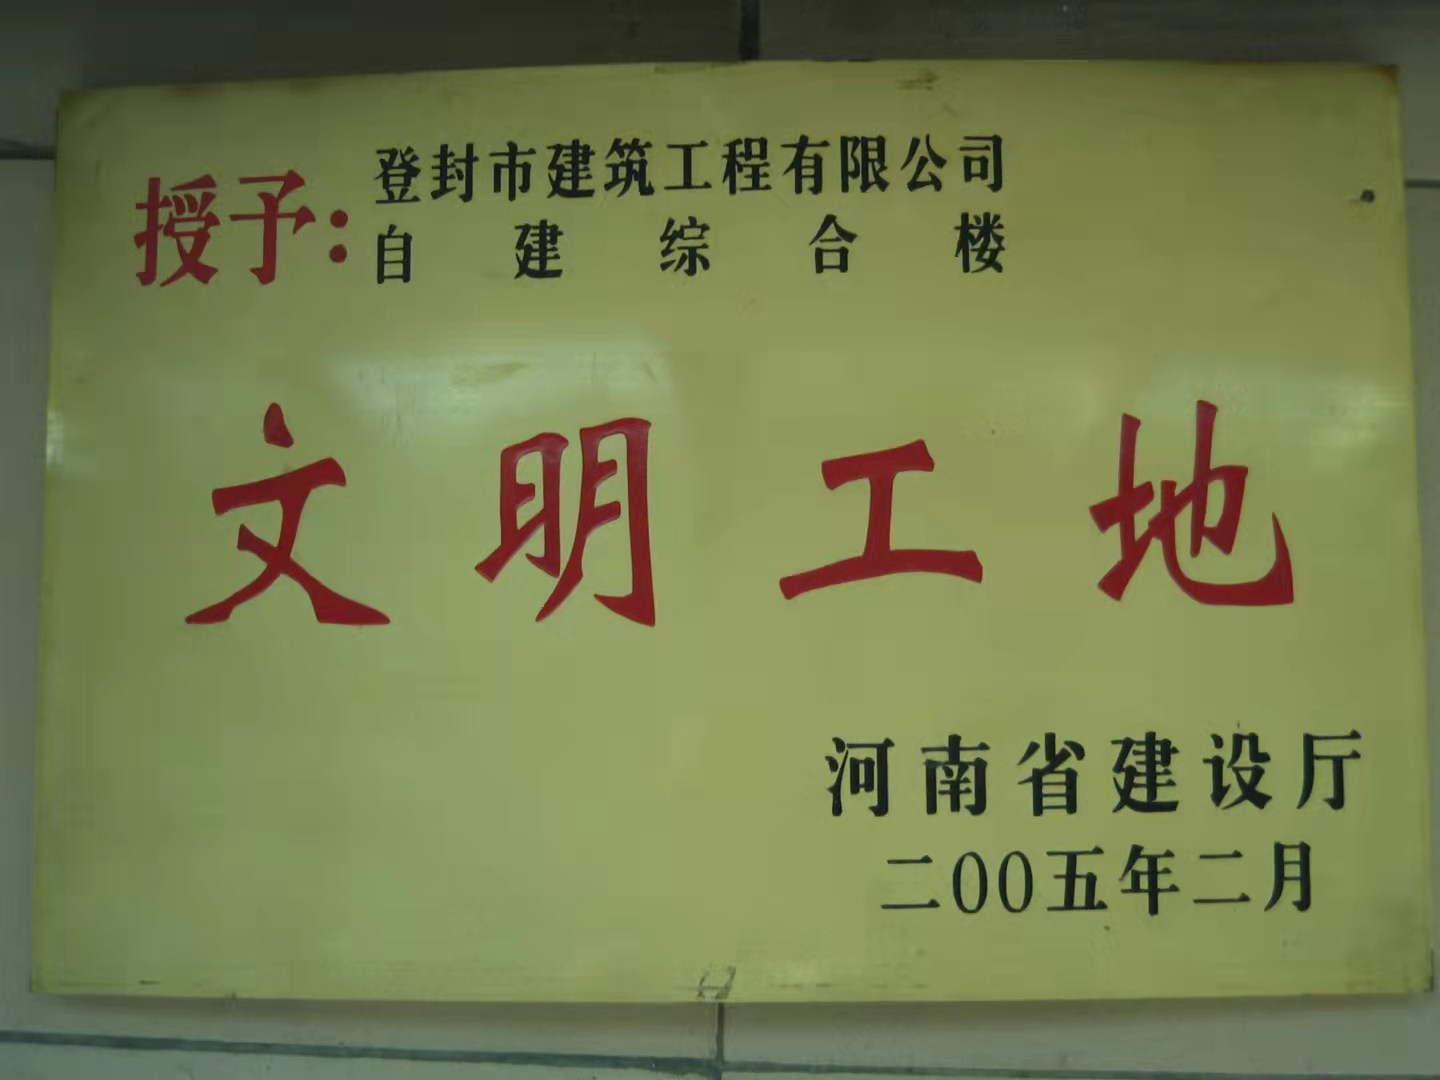 授予：登封市建筑工程有限公司
自建综合楼
文明工地
河南省建设厅
二00五年二月